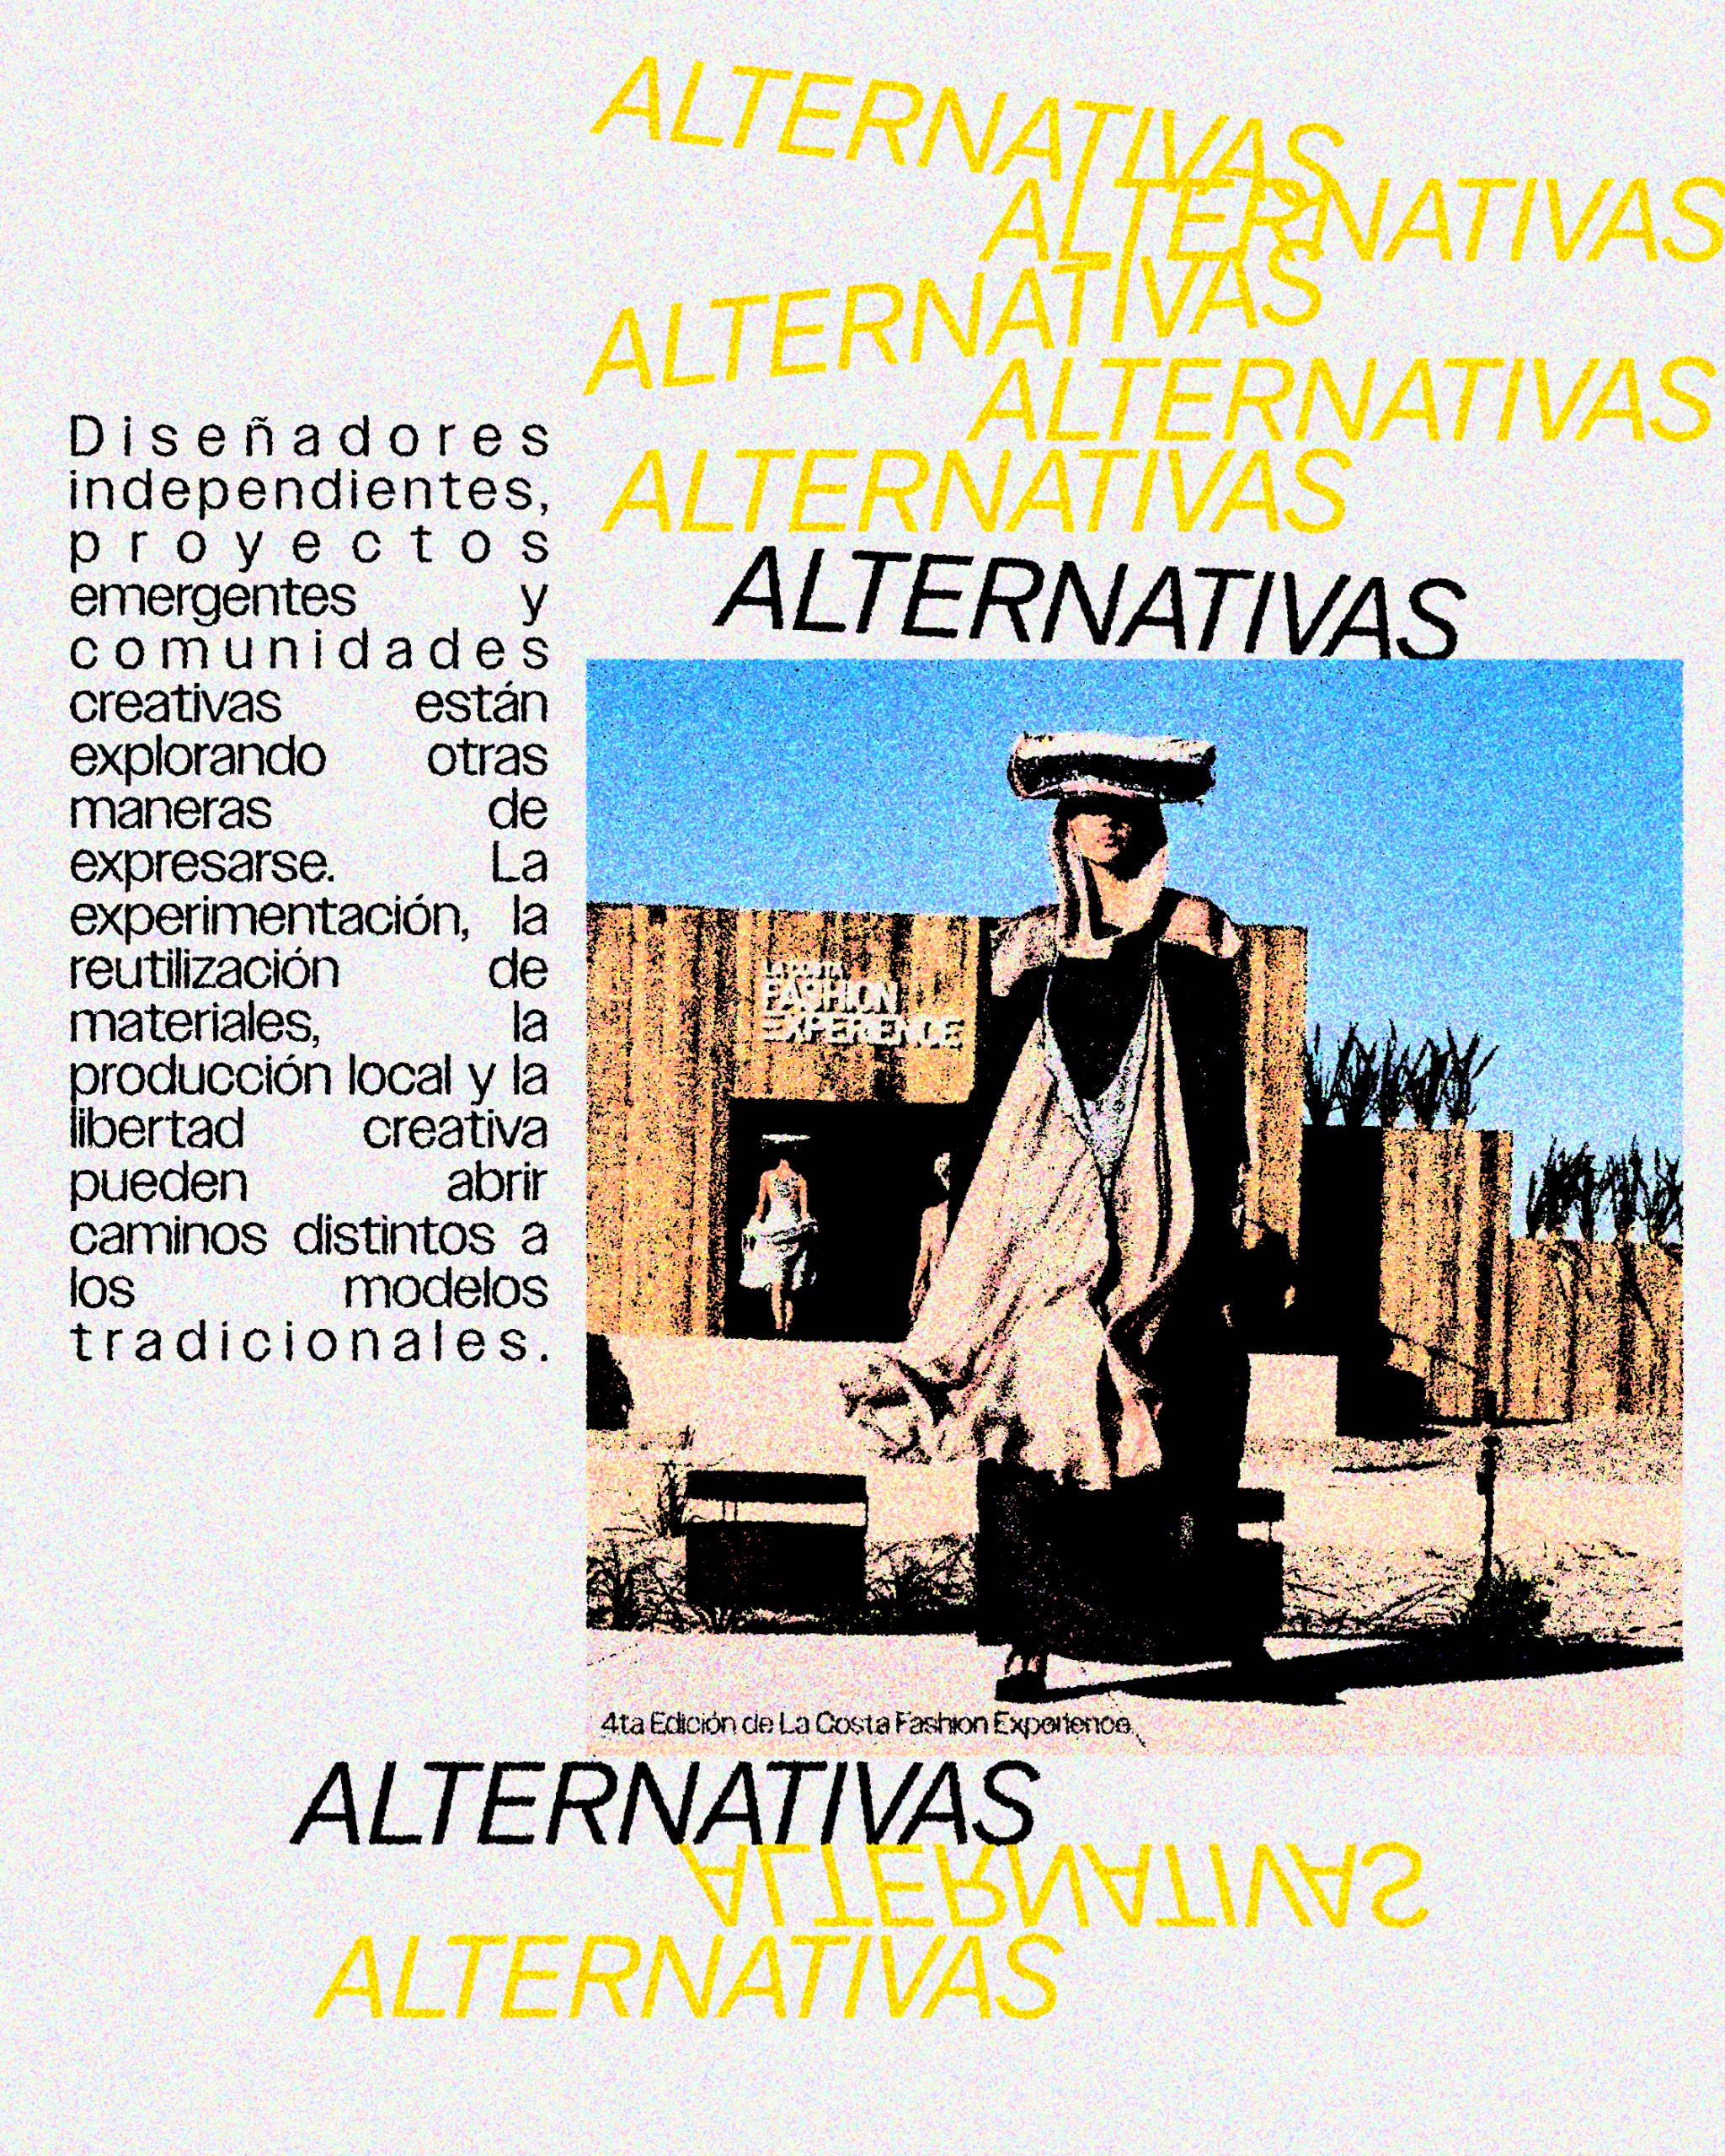 ALTERNATIVAS
ALTERNATIVAS
ALTERNATIVAS
ALTERNATIVAS
ALTERNATIVAS
ALTERNATIVAS
Diseñadores
independientes,
proyectos
emergentes y
comunidades
creativas están
explorando otras
maneras de
expresarse. La
experimentación, la
reutilización de
materiales, la
producción local y la
libertad creativa
pueden abrir
caminos distintos a
los modelos
tradicionales.
LA COSTA
FASHION
EXPERIENCE
4ta Edición de La Costa Fashion Experience.
ALTERNATIVAS
ALTERNATIVAS
ALTERNATIVAS